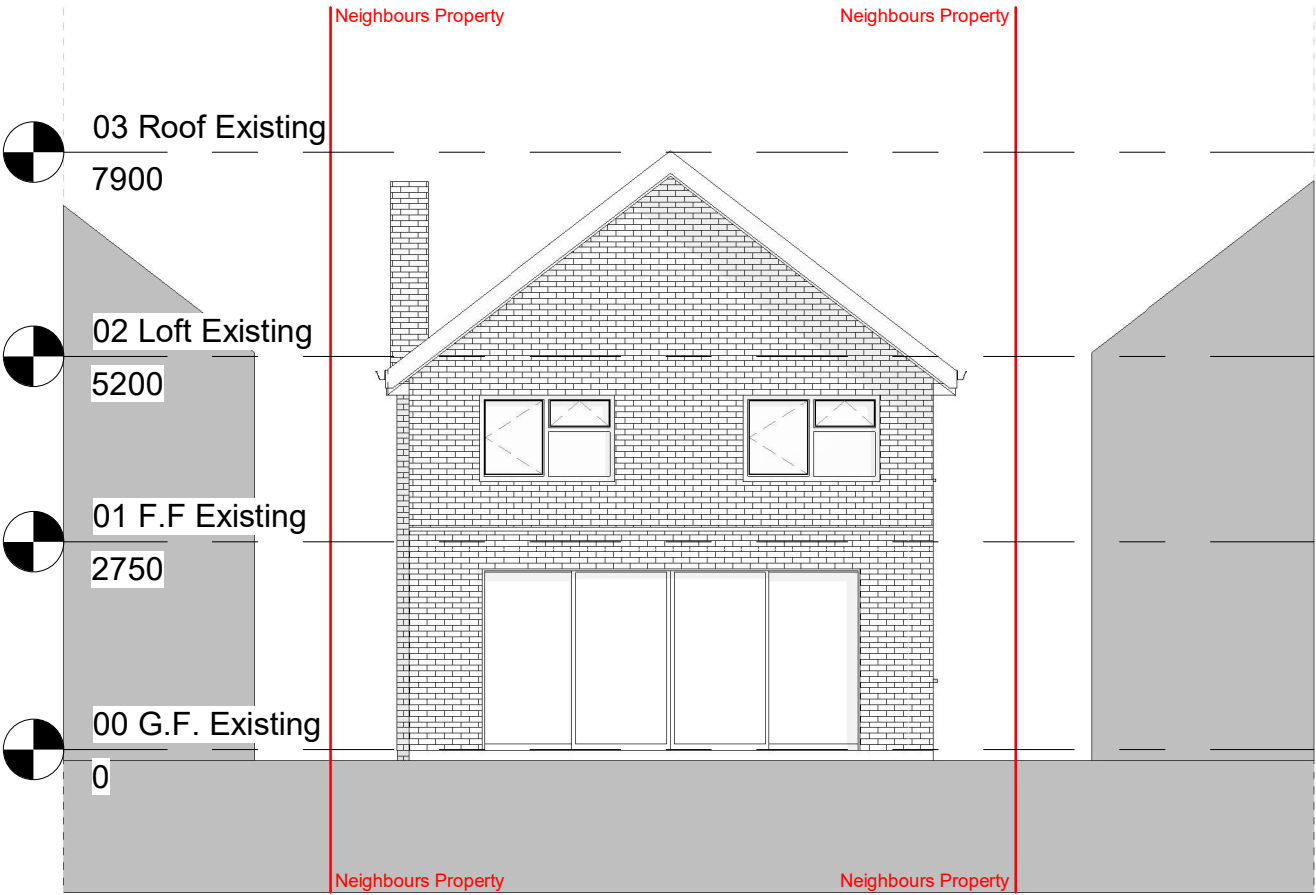 Neighbours Property
Neighbours Property
03 Roof Existing
7900
02 Loft Existing
5200
01 F.F Existing
2750
00 G.F. Existing
0
Neighbours Property
Neighbours Property